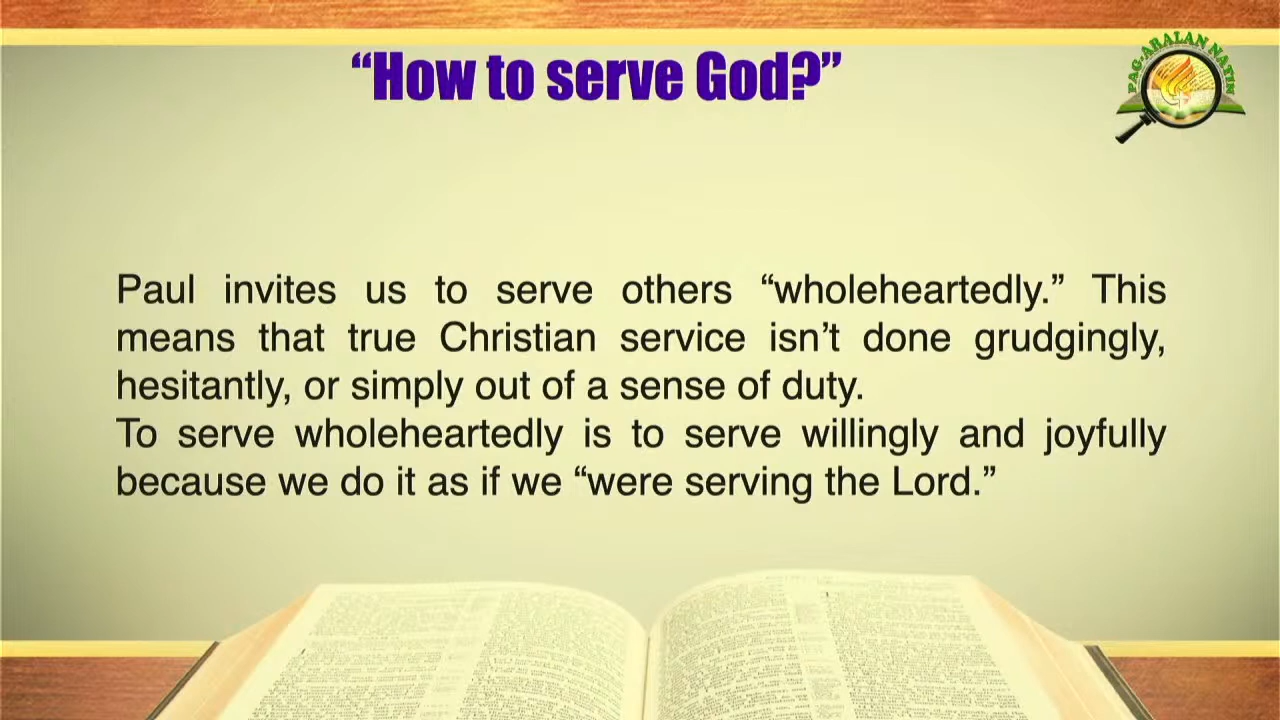 “How to serve God?”
PAG-ARALAN NATIN
Paul invites us to serve others “wholeheartedly.” This
means that true Christian service isn’t done grudgingly,
hesitantly, or simply out of a sense of duty.
To serve wholeheartedly is to serve willingly and joyfully
because we do it as if we “were serving the Lord.”